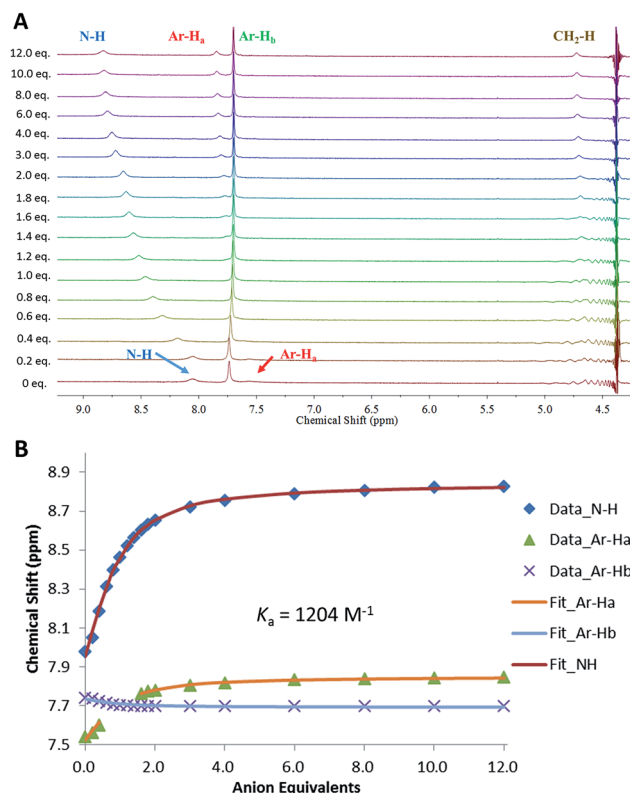 A
N-H Ar-Hₐ Ar-H_b CH₂-H
12.0 eq.
10.0 eq.
8.0 eq.
6.0 eq.
4.0 eq.
3.0 eq.
2.0 eq.
1.8 eq.
1.6 eq.
1.4 eq.
1.2 eq.
1.0 eq.
0.8 eq.
0.6 eq.
0.4 eq.
0.2 eq.
0 eq.
N-H Ar-Hₐ
9.0 8.5 8.0 7.5 7.0 6.5 6.0 5.5 5.0 4.5
Chemical Shift (ppm)
B
8.9
8.7
8.5
8.3
8.1
7.9
7.7
7.5
Chemical Shift (ppm)
Kₐ = 1204 M⁻¹
0.0 2.0 4.0 6.0 8.0 10.0 12.0
Anion Equivalents
Data_N-H
Data_Ar-Ha
Data_Ar-Hb
Fit_Ar-Ha
Fit_Ar-Hb
Fit_NH